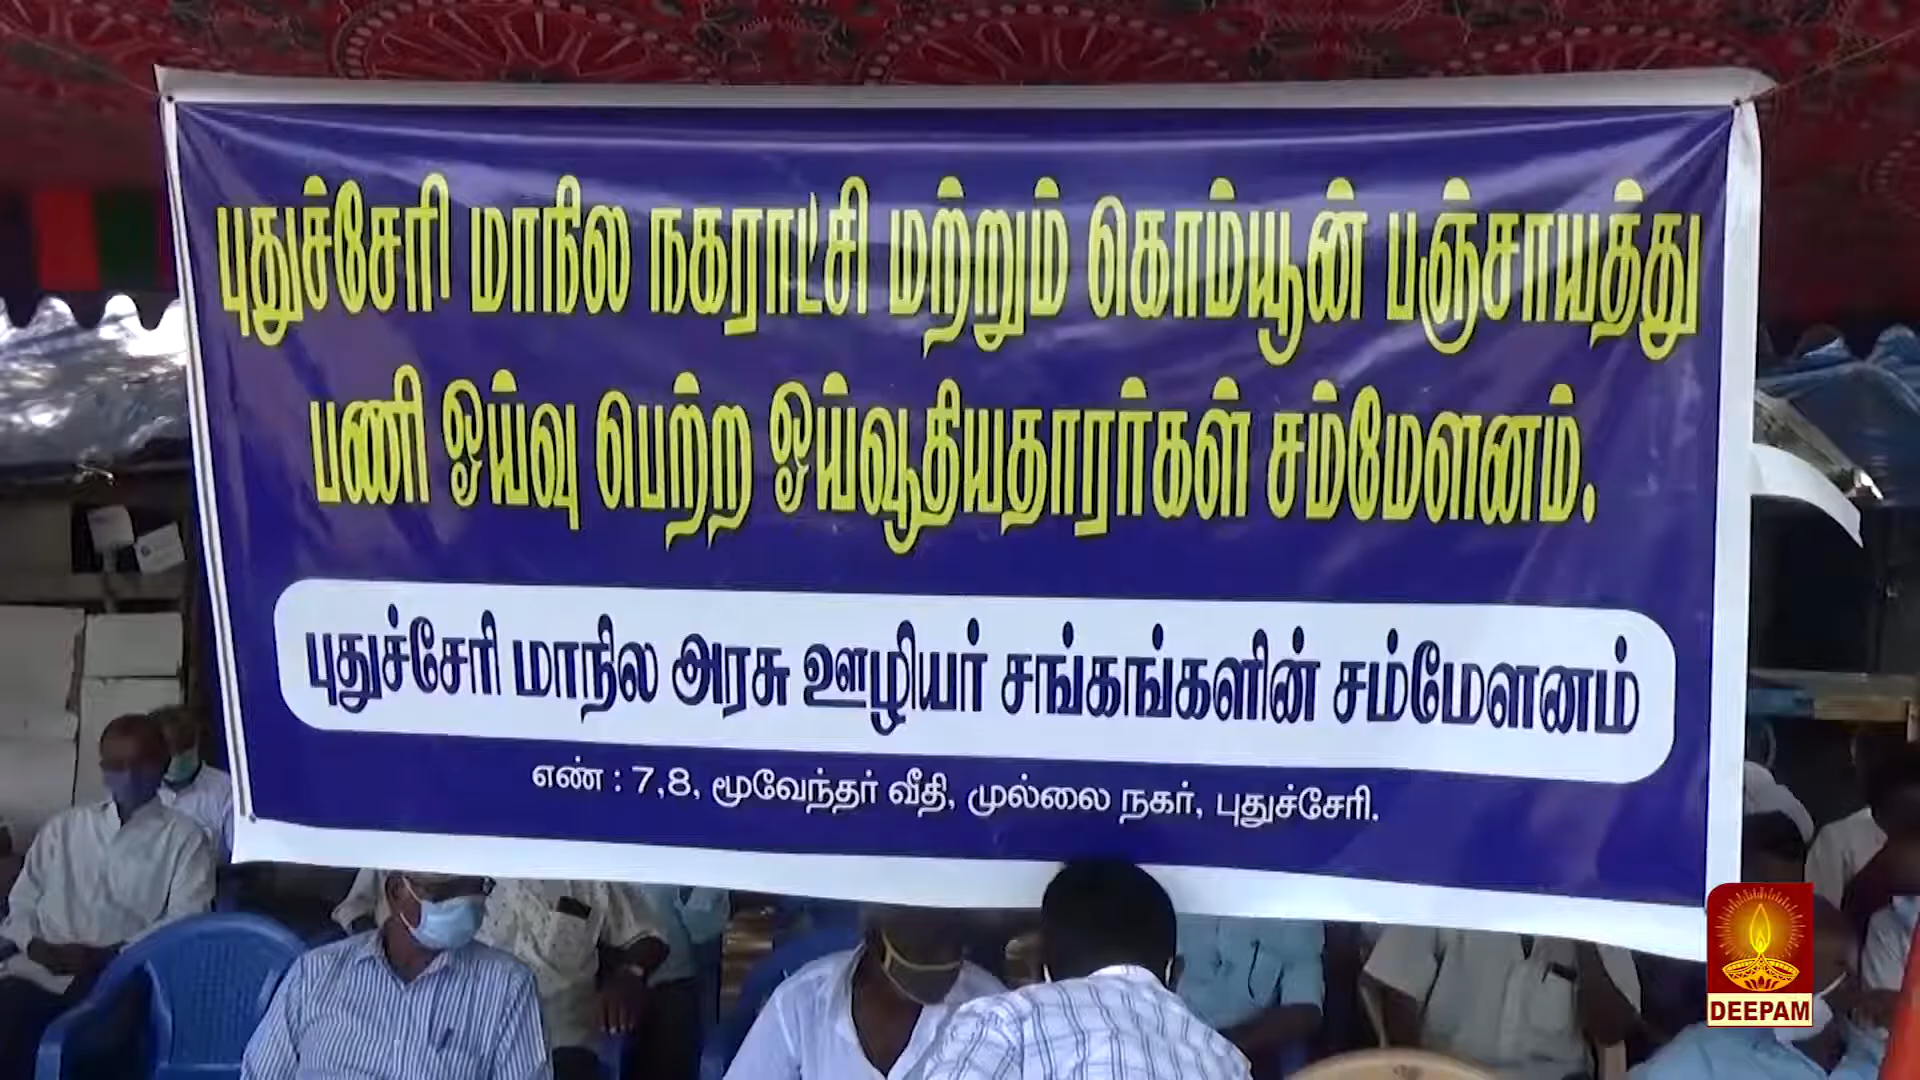 புதுச்சேரி மாநில நகராட்சி மற்றும் கொம்யூன் பஞ்சாயத்து
பணி ஓய்வு பெற்ற ஓய்வூதியதாரர்கள் சம்மேளனம்.
புதுச்சேரி மாநில அரசு ஊழியர் சங்கங்களின் சம்மேளனம்
எண் : 7,8, மூவேந்தர் வீதி, முல்லை நகர், புதுச்சேரி.
DEEPAM